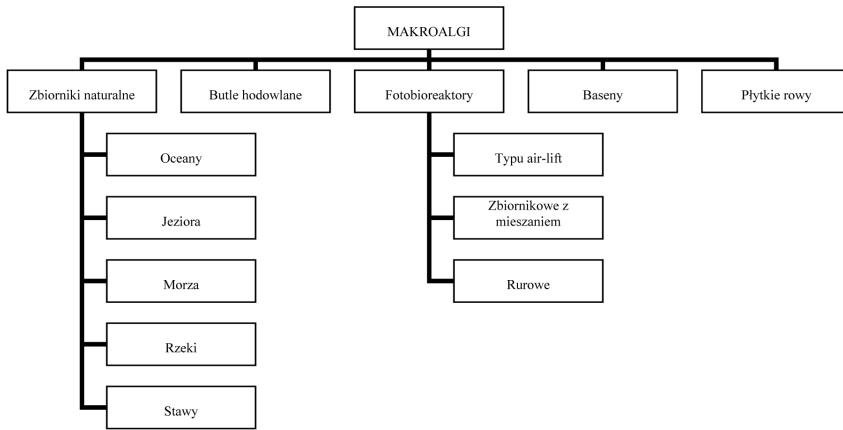 MAKROALGI
Zbiorniki naturalne
Butle hodowlane
Fotobioreaktory
Baseny
Płytkie rowy
Oceany
Jeziora
Morza
Rzeki
Stawy
Typu air-lift
Zbiornikowe z
mieszaniem
Rurowe